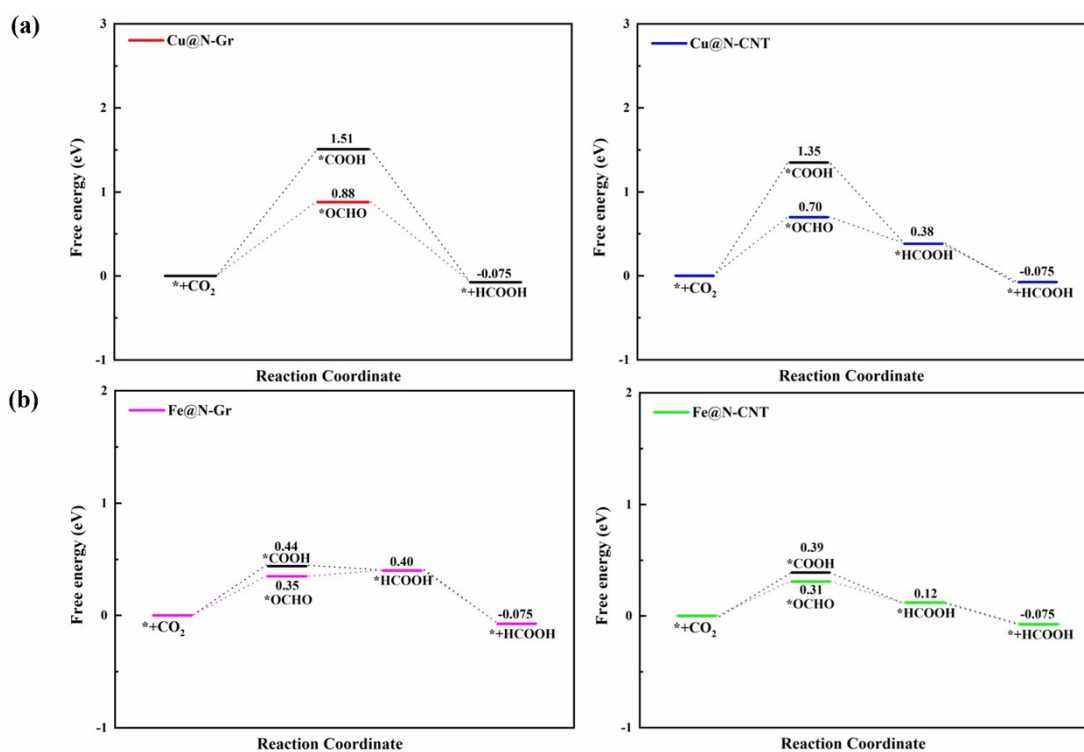 (a)
3
2
1
0
-1
Free energy (eV)
Cu@N-Gr
1.51
*COOH
0.88
*OCHO
*+CO₂
-0.075
*+HCOOH
Reaction Coordinate
3
2
1
0
-1
Free energy (eV)
Cu@N-CNT
1.35
*COOH
0.70
*OCHO
0.38
*HCOOH
*+CO₂
-0.075
*+HCOOH
Reaction Coordinate
(b)
2
1
0
-1
Free energy (eV)
Fe@N-Gr
0.44
*COOH
0.40
*HCOOH
0.35
*OCHO
*+CO₂
-0.075
*+HCOOH
Reaction Coordinate
2
1
0
-1
Free energy (eV)
Fe@N-CNT
0.39
*COOH
0.31
*OCHO
0.12
*HCOOH
*+CO₂
-0.075
*+HCOOH
Reaction Coordinate